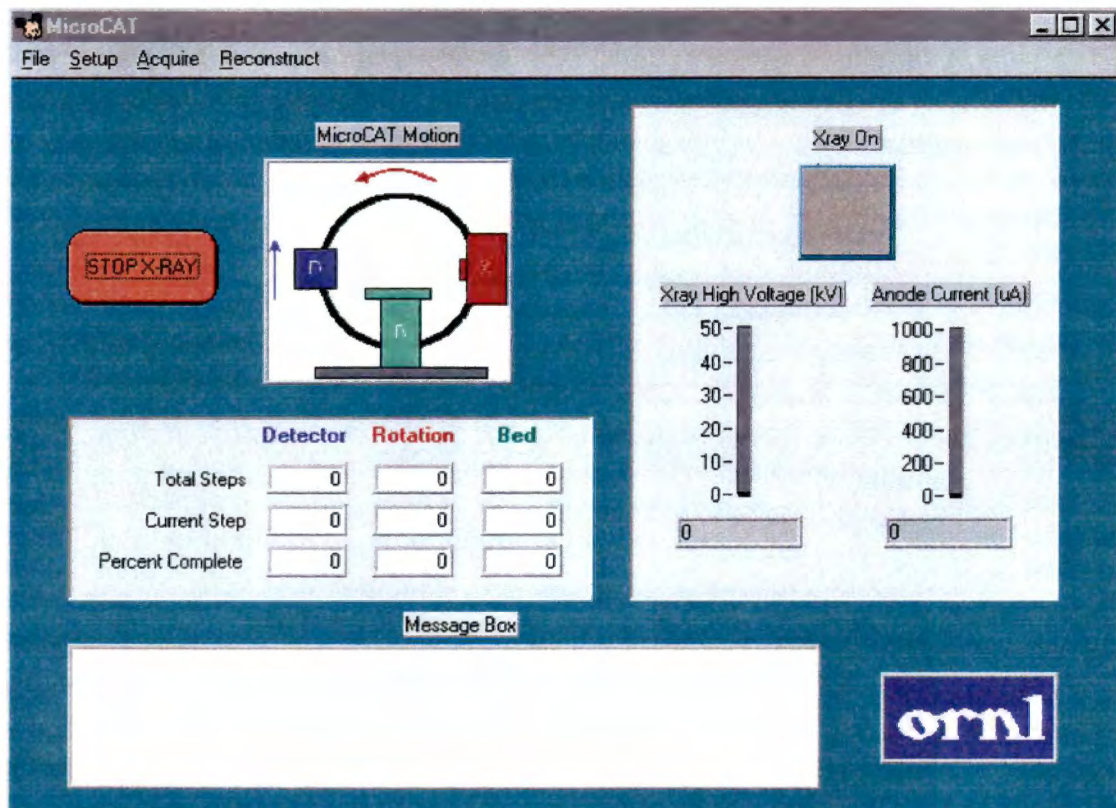 MicroCAT
File Setup Acquire Reconstruct
MicroCAT Motion
STOP X-RAY
D
X
B
Xray On
Xray High Voltage (kV)
50
40
30
20
10
0
0
Anode Current (uA)
1000
800
600
400
200
0
0
Detector Rotation Bed
Total Steps 0 0 0
Current Step 0 0 0
Percent Complete 0 0 0
Message Box
ornl